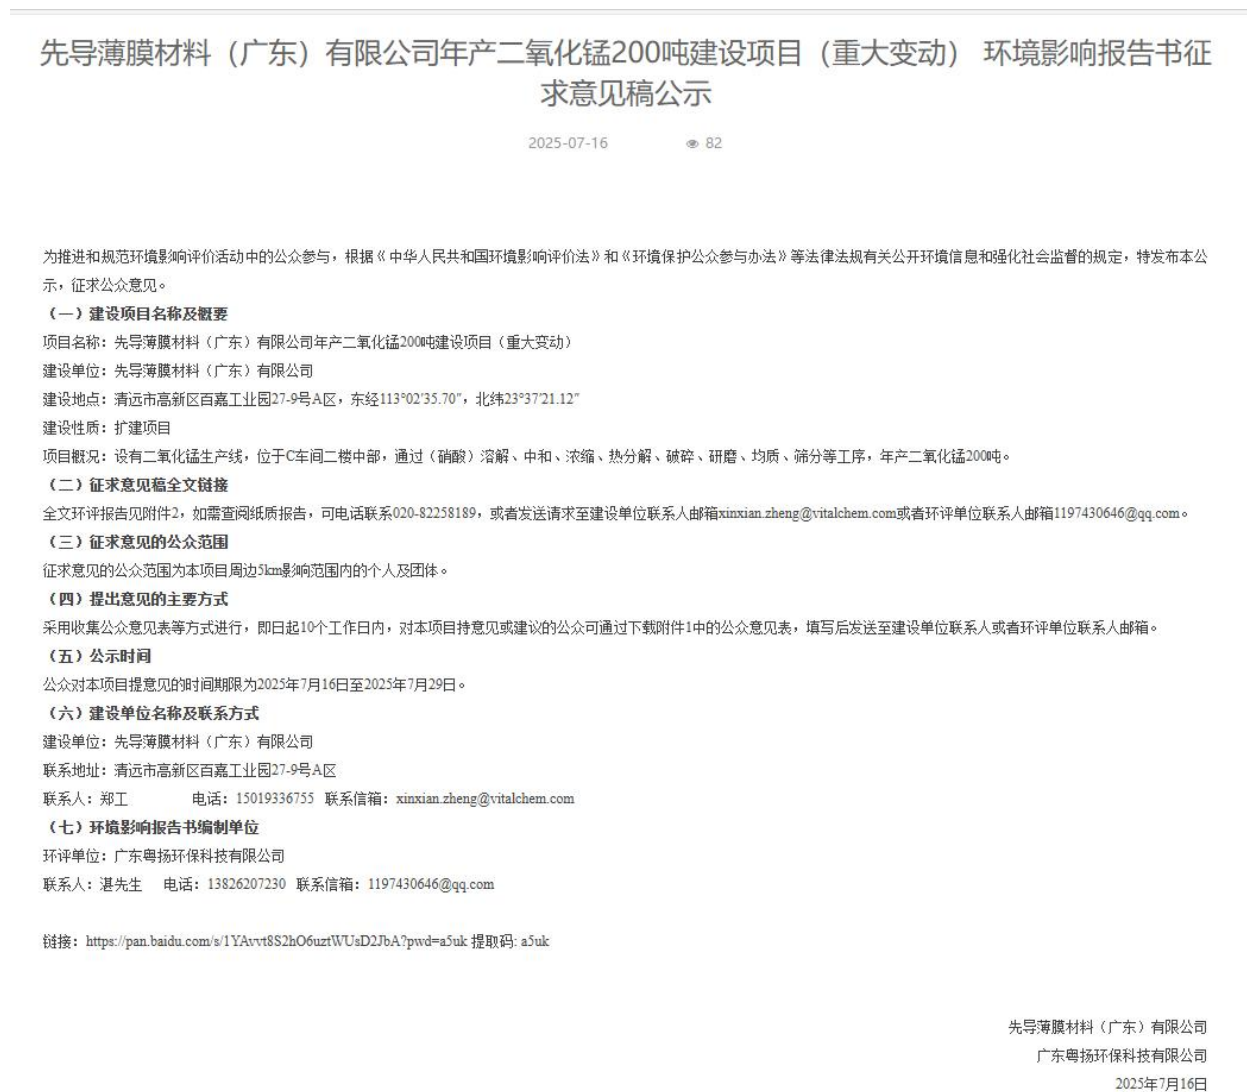 先导薄膜材料（广东）有限公司年产二氧化锰200吨建设项目（重大变动） 环境影响报告书征
求意见稿公示
2025-07-16 82
为推进和规范环境影响评价活动中的公众参与，根据《中华人民共和国环境影响评价法》和《环境保护公众参与办法》等法律法规有关公开环境信息和强化社会监督的规定，特发布本公
示，征求公众意见。
（一）建设项目名称及概要
项目名称：先导薄膜材料（广东）有限公司年产二氧化锰200吨建设项目（重大变动）
建设单位：先导薄膜材料（广东）有限公司
建设地点：清远市高新区百嘉工业园27-9号A区，东经113°02′35.70″，北纬23°37′21.12″
建设性质：扩建项目
项目概况：设有二氧化锰生产线，位于C车间二楼中部，通过（硝酸）溶解、中和、浓缩、热分解、破碎、研磨、均质、筛分等工序，年产二氧化锰200吨。
（二）征求意见稿全文链接
全文环评报告见附件2，如需查阅纸质报告，可电话联系020-82258189，或者发送请求至建设单位联系人邮箱xinxian.zheng@vitalchem.com或者环评单位联系人邮箱1197430646@qq.com。
（三）征求意见的公众范围
征求意见的公众范围为本项目周边5km影响范围内的个人及团体。
（四）提出意见的主要方式
采用收集公众意见表等方式进行，即日起10个工作日内，对本项目持意见或建议的公众可通过下载附件1中的公众意见表，填写后发送至建设单位联系人或者环评单位联系人邮箱。
（五）公示时间
公众对本项目提意见的时间期限为2025年7月16日至2025年7月29日。
（六）建设单位名称及联系方式
建设单位：先导薄膜材料（广东）有限公司
联系地址：清远市高新区百嘉工业园27-9号A区
联系人：郑工 电话：15019336755 联系信箱：xinxian.zheng@vitalchem.com
（七）环境影响报告书编制单位
环评单位：广东粤扬环保科技有限公司
联系人：湛先生 电话：13826207230 联系信箱：1197430646@qq.com
链接：https://pan.baidu.com/s/1YAvvt8S2hO6uztWUsD2JbA?pwd=a5uk 提取码: a5uk
先导薄膜材料（广东）有限公司
广东粤扬环保科技有限公司
2025年7月16日